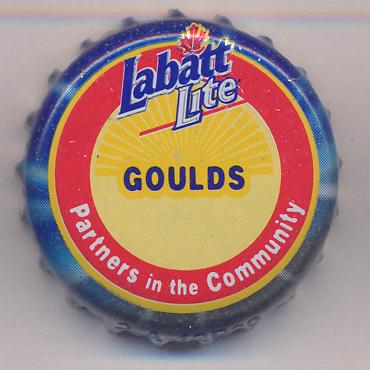 Labatt
Lite
GOULDS
Partners in the Community